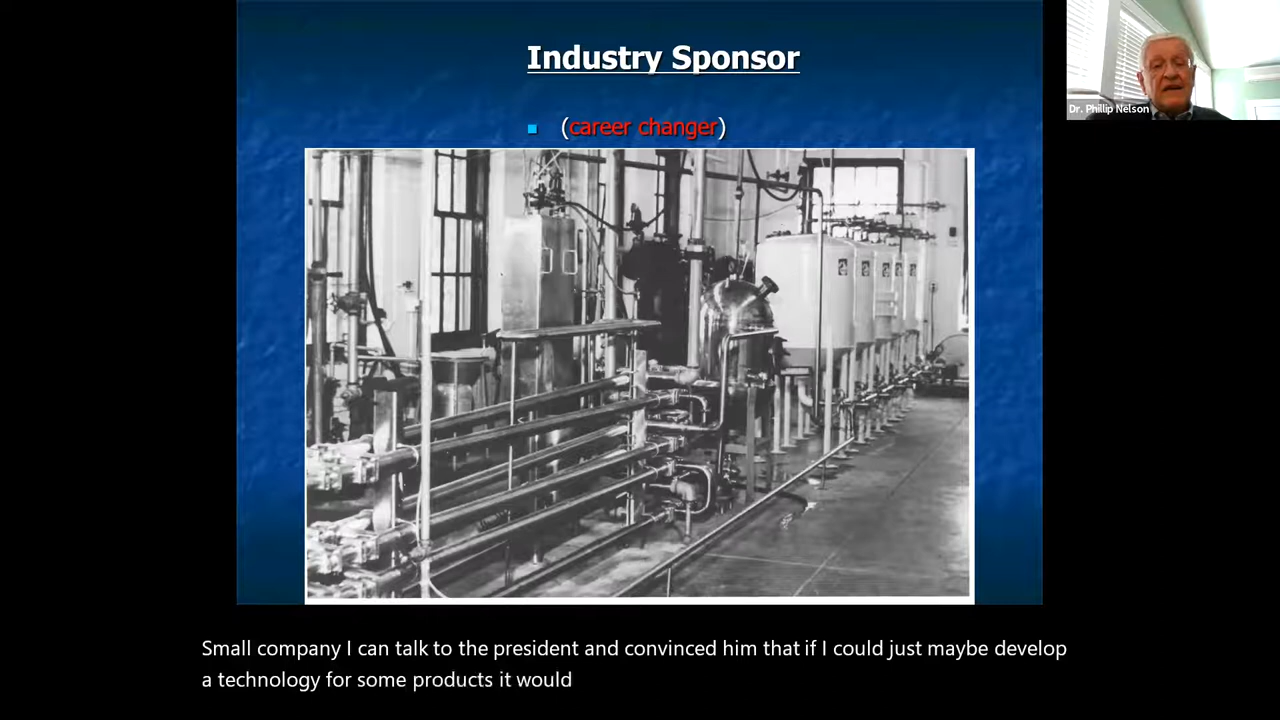 Industry Sponsor
(career changer)
Dr. Phillip Nelson
Small company I can talk to the president and convinced him that if I could just maybe develop
a technology for some products it would